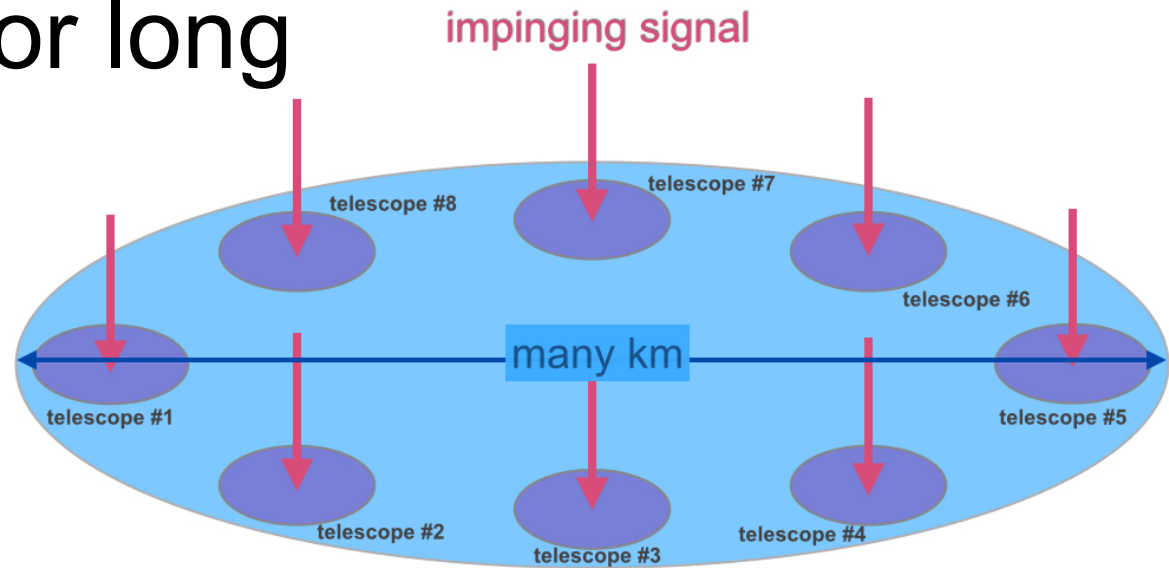 or long
impinging signal
telescope #7
telescope #8
telescope #6
many km
telescope #1
telescope #5
telescope #2
telescope #4
telescope #3